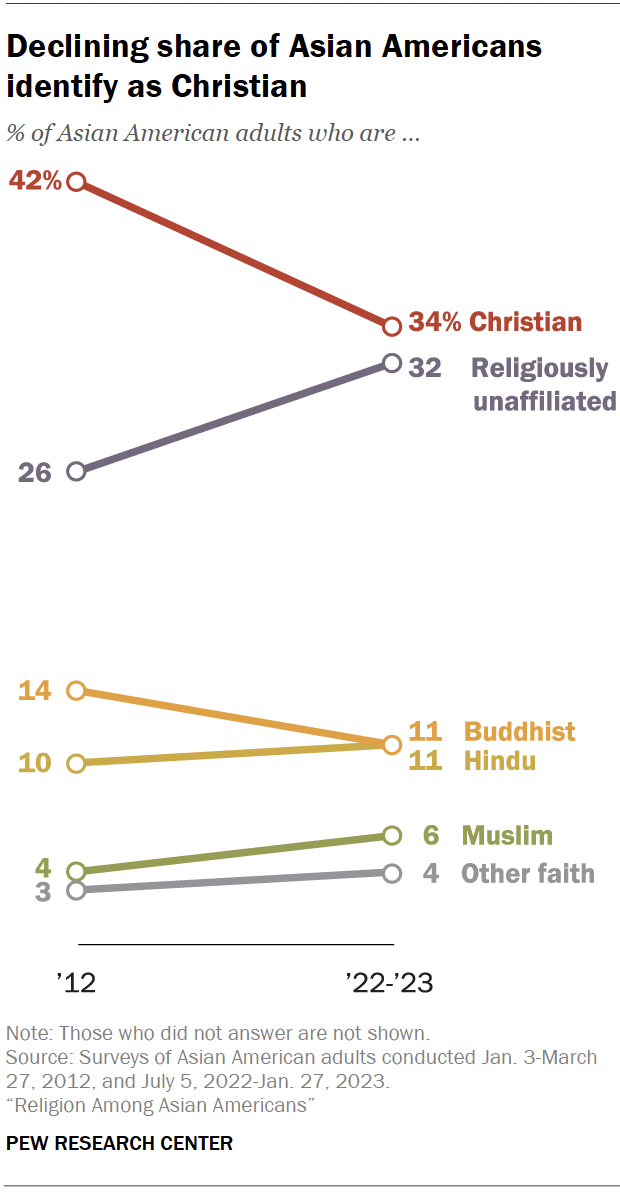 Declining share of Asian Americans
identify as Christian
% of Asian American adults who are ...
42%
34% Christian
32 Religiously
unaffiliated
26
14
11 Buddhist
10
11 Hindu
6 Muslim
4
4 Other faith
3
’12
’22-’23
Note: Those who did not answer are not shown.
Source: Surveys of Asian American adults conducted Jan. 3-March
27, 2012, and July 5, 2022-Jan. 27, 2023.
“Religion Among Asian Americans”
PEW RESEARCH CENTER